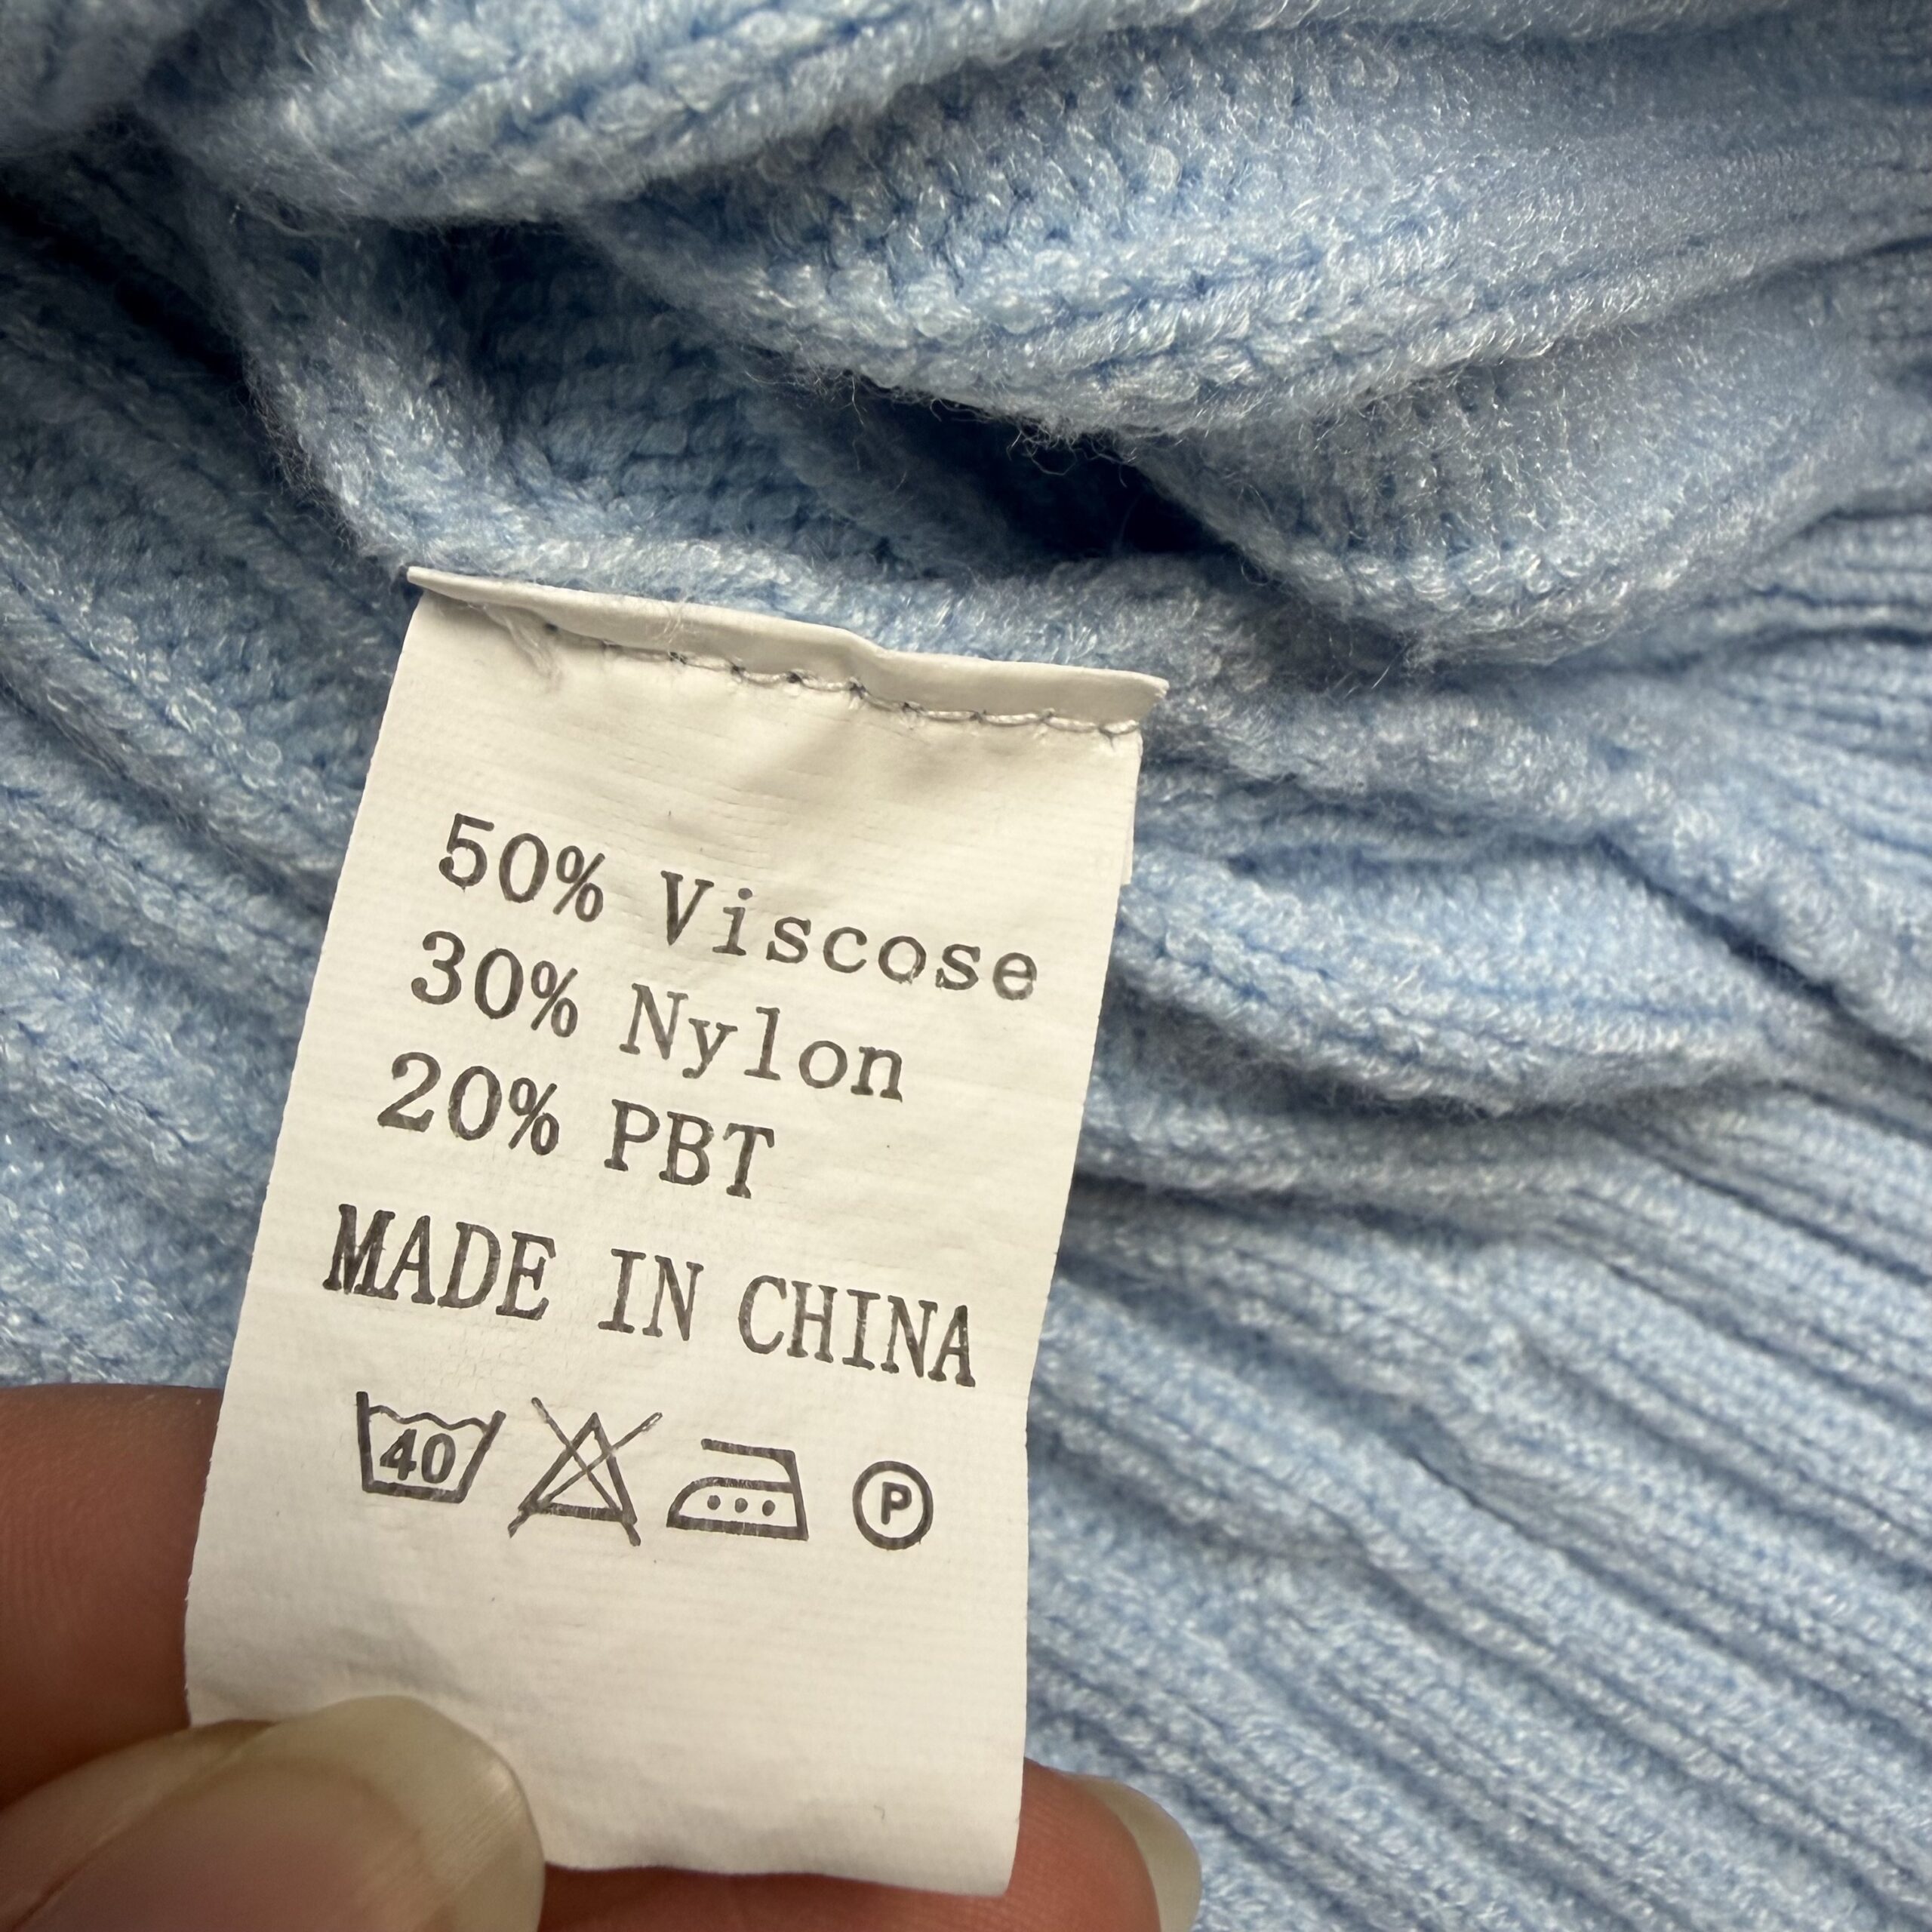 50% Viscose
30% Nylon
20% PBT
MADE IN CHINA
40 P